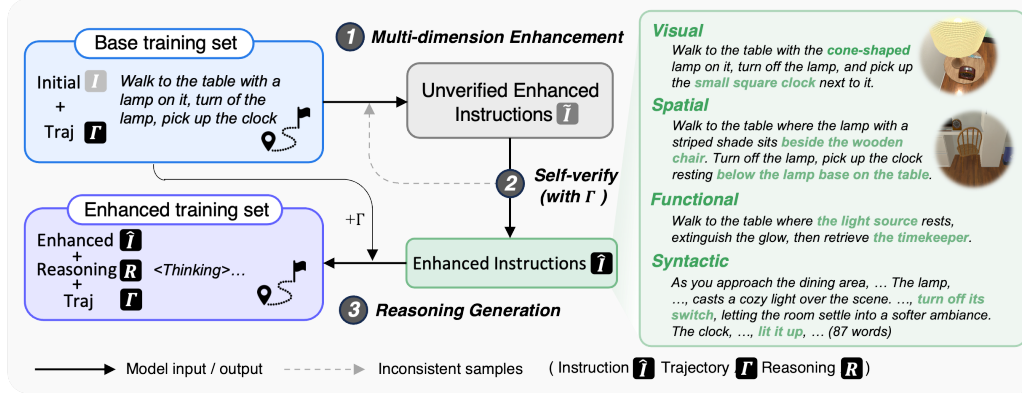 Base training set
Initial I
+
Traj Γ
Walk to the table with a
lamp on it, turn of the
lamp, pick up the clock
1 Multi-dimension Enhancement
Unverified Enhanced
Instructions Ĩ
2 Self-verify
(with Γ )
+Γ
Enhanced training set
Enhanced Î
+
Reasoning R <Thinking>...
+
Traj Γ
Enhanced Instructions Î
3 Reasoning Generation
Visual
Walk to the table with the cone-shaped
lamp on it, turn off the lamp, and pick up
the small square clock next to it.
Spatial
Walk to the table where the lamp with a
striped shade sits beside the wooden
chair. Turn off the lamp, pick up the clock
resting below the lamp base on the table.
Functional
Walk to the table where the light source rests,
extinguish the glow, then retrieve the timekeeper.
Syntactic
As you approach the dining area, ... The lamp,
..., casts a cozy light over the scene. ..., turn off its
switch, letting the room settle into a softer ambiance.
The clock, ..., lit it up, ... (87 words)
Model input / output
Inconsistent samples
( Instruction Î Trajectory Γ Reasoning R )